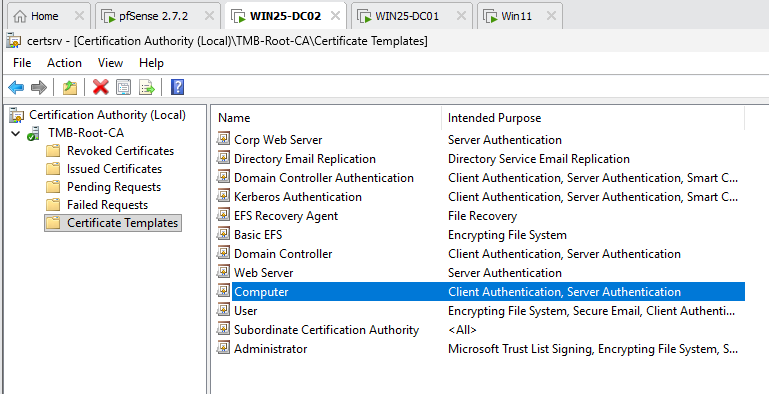 Home pfSense 2.7.2 WIN25-DC02 WIN25-DC01 Win11
certsrv - [Certification Authority (Local)\TMB-Root-CA\Certificate Templates]
File Action View Help
Certification Authority (Local)
TMB-Root-CA
Revoked Certificates
Issued Certificates
Pending Requests
Failed Requests
Certificate Templates
Name Intended Purpose
Corp Web Server Server Authentication
Directory Email Replication Directory Service Email Replication
Domain Controller Authentication Client Authentication, Server Authentication, Smart C...
Kerberos Authentication Client Authentication, Server Authentication, Smart C...
EFS Recovery Agent File Recovery
Basic EFS Encrypting File System
Domain Controller Client Authentication, Server Authentication
Web Server Server Authentication
Computer Client Authentication, Server Authentication
User Encrypting File System, Secure Email, Client Authenti...
Subordinate Certification Authority <All>
Administrator Microsoft Trust List Signing, Encrypting File System, S...